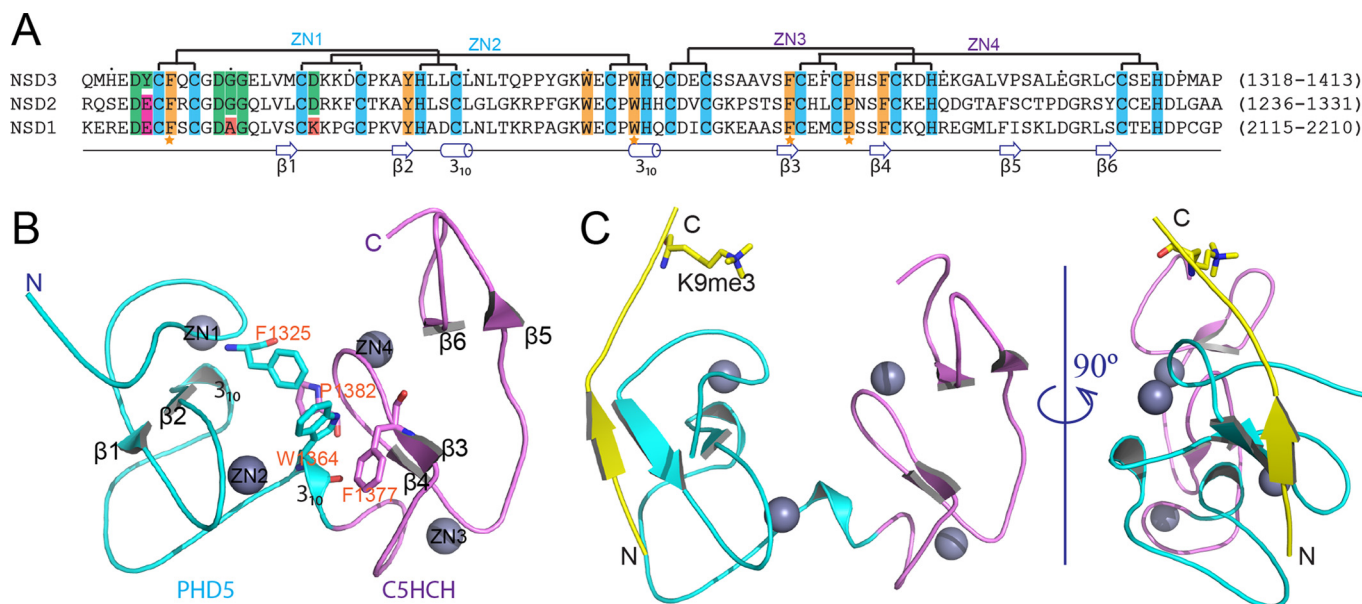 A
ZN1 ZN2 ZN3 ZN4
NSD3 QMHEDYCFQCGDGGELVMCDKKDCPKAYHLLCLNLTQPPYGKWECPWHQCDECSSAAVSFCEFCPHSFCKDHEKGALVPSALEGRLCCSEHDPMAP (1318-1413)
NSD2 RQSEDECFRCGDGGQLVLCDRKFCTKAYHLSCLGLGKRPFGKWECPWHHCDVCGKPSTSFCHLCPNSFCKEHQDGTAFSCTPDGRSYCCEHDLGAA (1236-1331)
NSD1 KEREDECFSCGDAGQLVSCKKPGCPKVYHADCLNLTKRPAGKWECPWHQCDICGKEAASFCEMCPSSFCKQHREGMLFISKLDGRLSCTEHDPCGP (2115-2210)
β1 β2 3₁₀ 3₁₀ β3 β4 β5 β6
B
N
C
ZN1
F1325
ZN4
β6
β5
3₁₀
P1382
β2
β1
W1364
β3
ZN2
3₁₀
F1377
β4
ZN3
PHD5
C5HCH
C
C
K9me3
N
90º
C
N